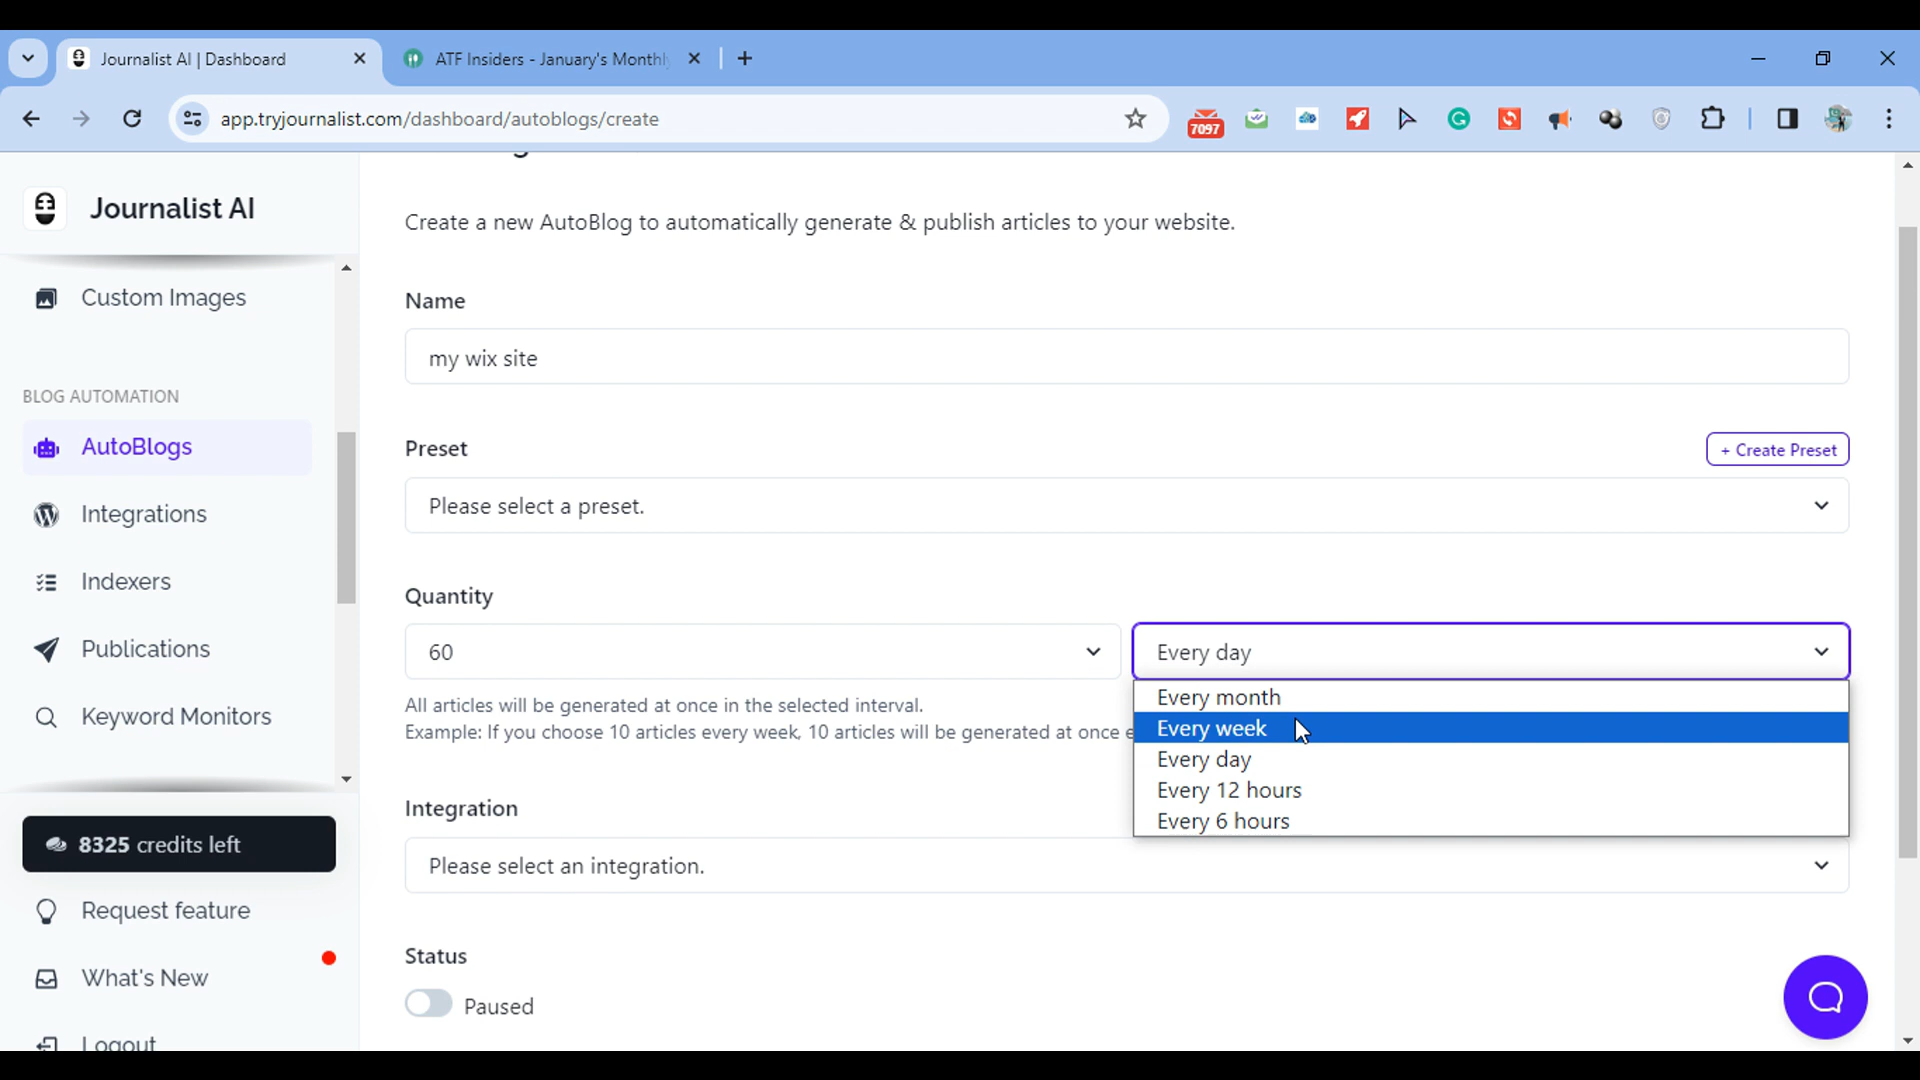 Journalist AI | Dashboard
ATF Insiders - January's Monthly
app.tryjournalist.com/dashboard/autoblogs/create
7097
Journalist AI
Custom Images
BLOG AUTOMATION
AutoBlogs
Integrations
Indexers
Publications
Keyword Monitors
8325 credits left
Request feature
What's New
Logout
Create a new AutoBlog to automatically generate & publish articles to your website.
Name
my wix site
Preset
+ Create Preset
Please select a preset.
Quantity
60
Every day
Every month
Every week
Every day
Every 12 hours
Every 6 hours
All articles will be generated at once in the selected interval.
Example: If you choose 10 articles every week, 10 articles will be generated at once
Integration
Please select an integration.
Status
Paused